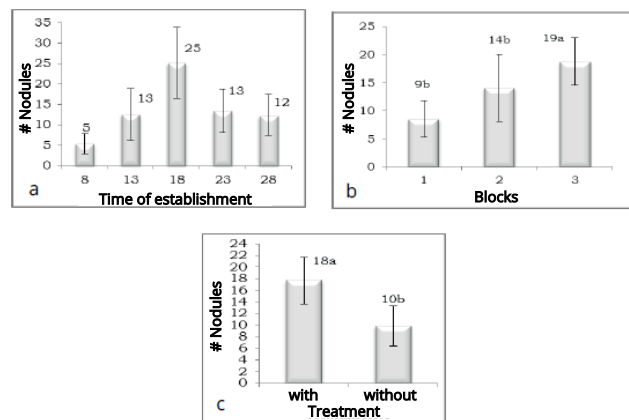 35
30
25
20
15
10
5
0
# Nodules
5
13
25
13
12
8 13 18 23 28
Time of establishment
a
25
20
15
10
5
0
# Nodules
9b
14b
19a
1 2 3
Blocks
b
24
22
20
18
16
14
12
10
8
6
4
2
0
# Nodules
18a
10b
with without
Treatment
c